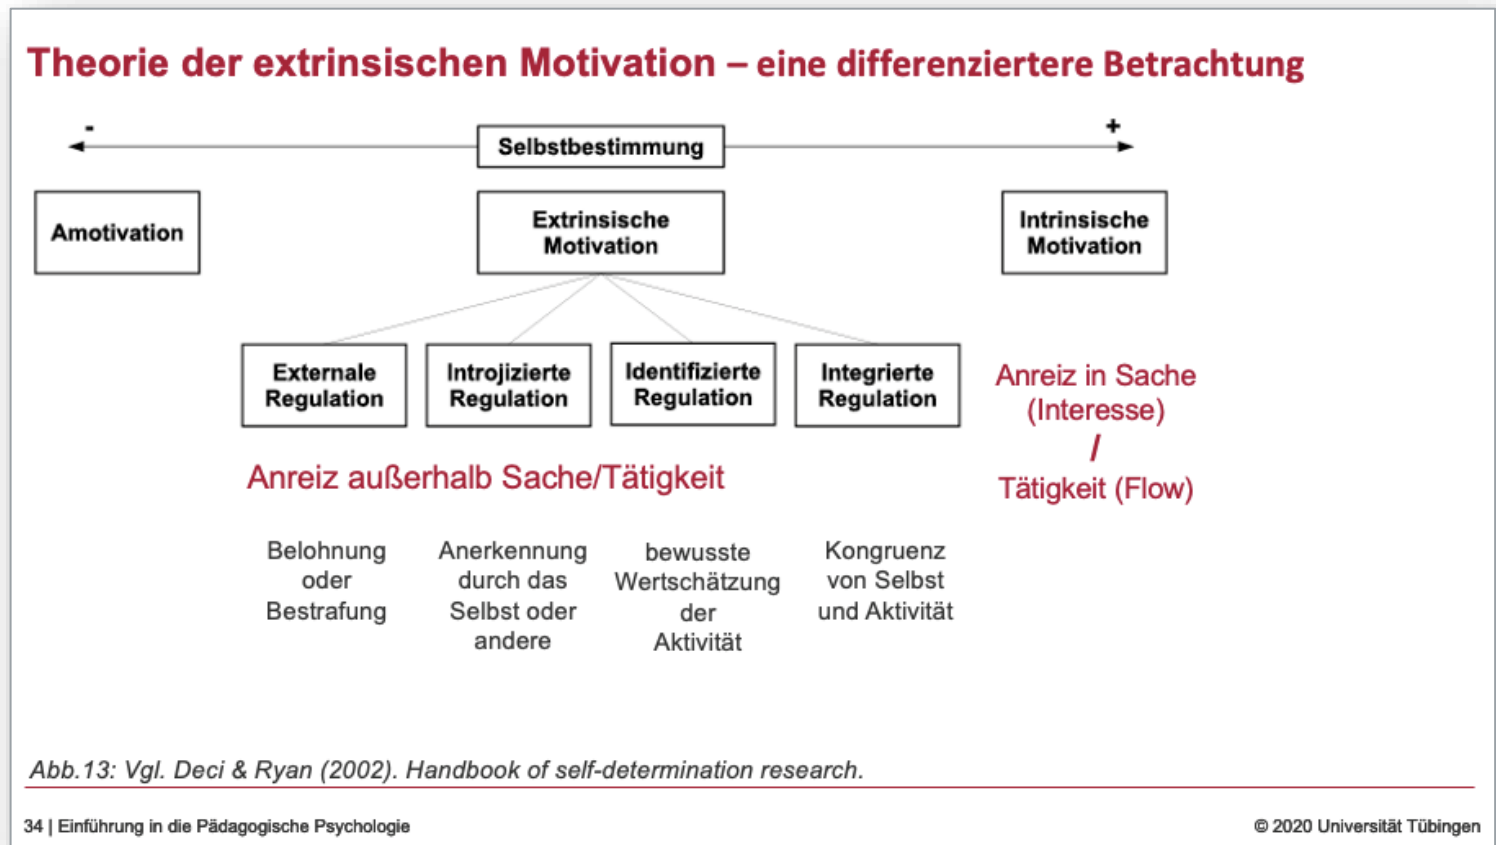 Theorie der extrinsischen Motivation – eine differenziertere Betrachtung
- +
Selbstbestimmung
Amotivation
Extrinsische
Motivation
Intrinsische
Motivation
Externale
Regulation
Introjizierte
Regulation
Identifizierte
Regulation
Integrierte
Regulation
Anreiz in Sache
(Interesse)
/
Tätigkeit (Flow)
Anreiz außerhalb Sache/Tätigkeit
Belohnung
oder
Bestrafung
Anerkennung
durch das
Selbst oder
andere
bewusste
Wertschätzung
der
Aktivität
Kongruenz
von Selbst
und Aktivität
Abb.13: Vgl. Deci & Ryan (2002). Handbook of self-determination research.
34 | Einführung in die Pädagogische Psychologie
© 2020 Universität Tübingen